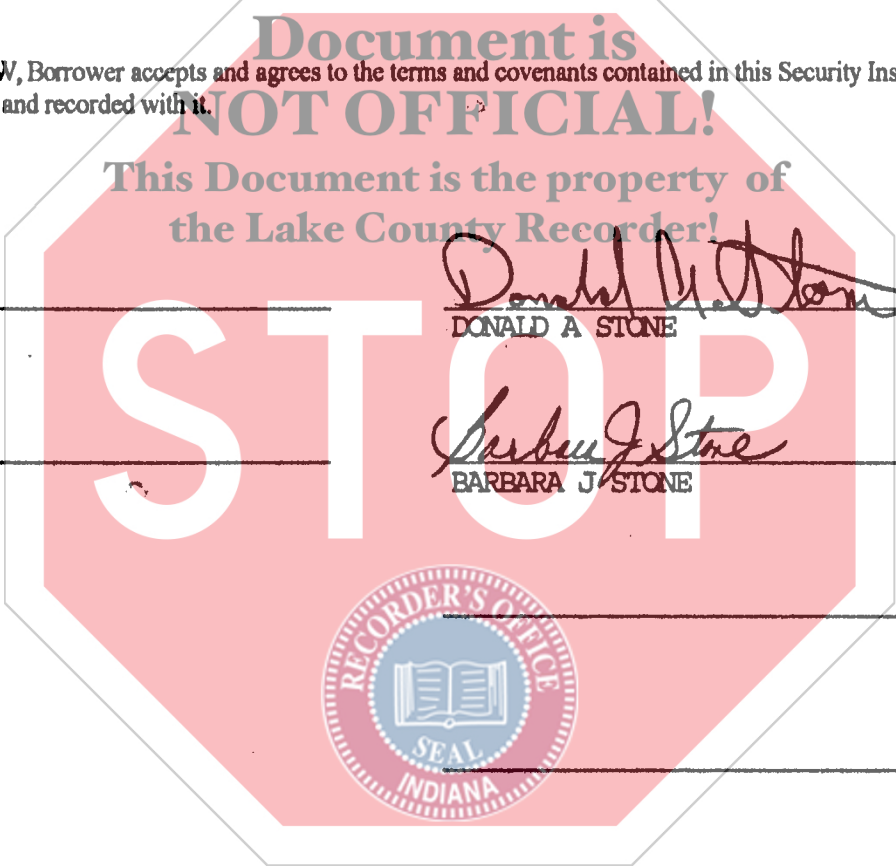 Document is
W, Borrower accepts and agrees to the terms and covenants contained in this Security Ins
and recorded with it.
NOT OFFICIAL!
This Document is the property of
the Lake County Recorder!
STOP
DONALD A STONE
Barbara J Stone
BARBARA J STONE
RECORDER'S OFFICE
SEAL
INDIANA